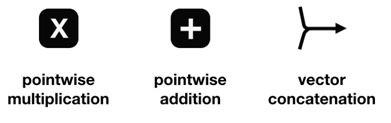 X +
pointwise pointwise vector
multiplication addition concatenation